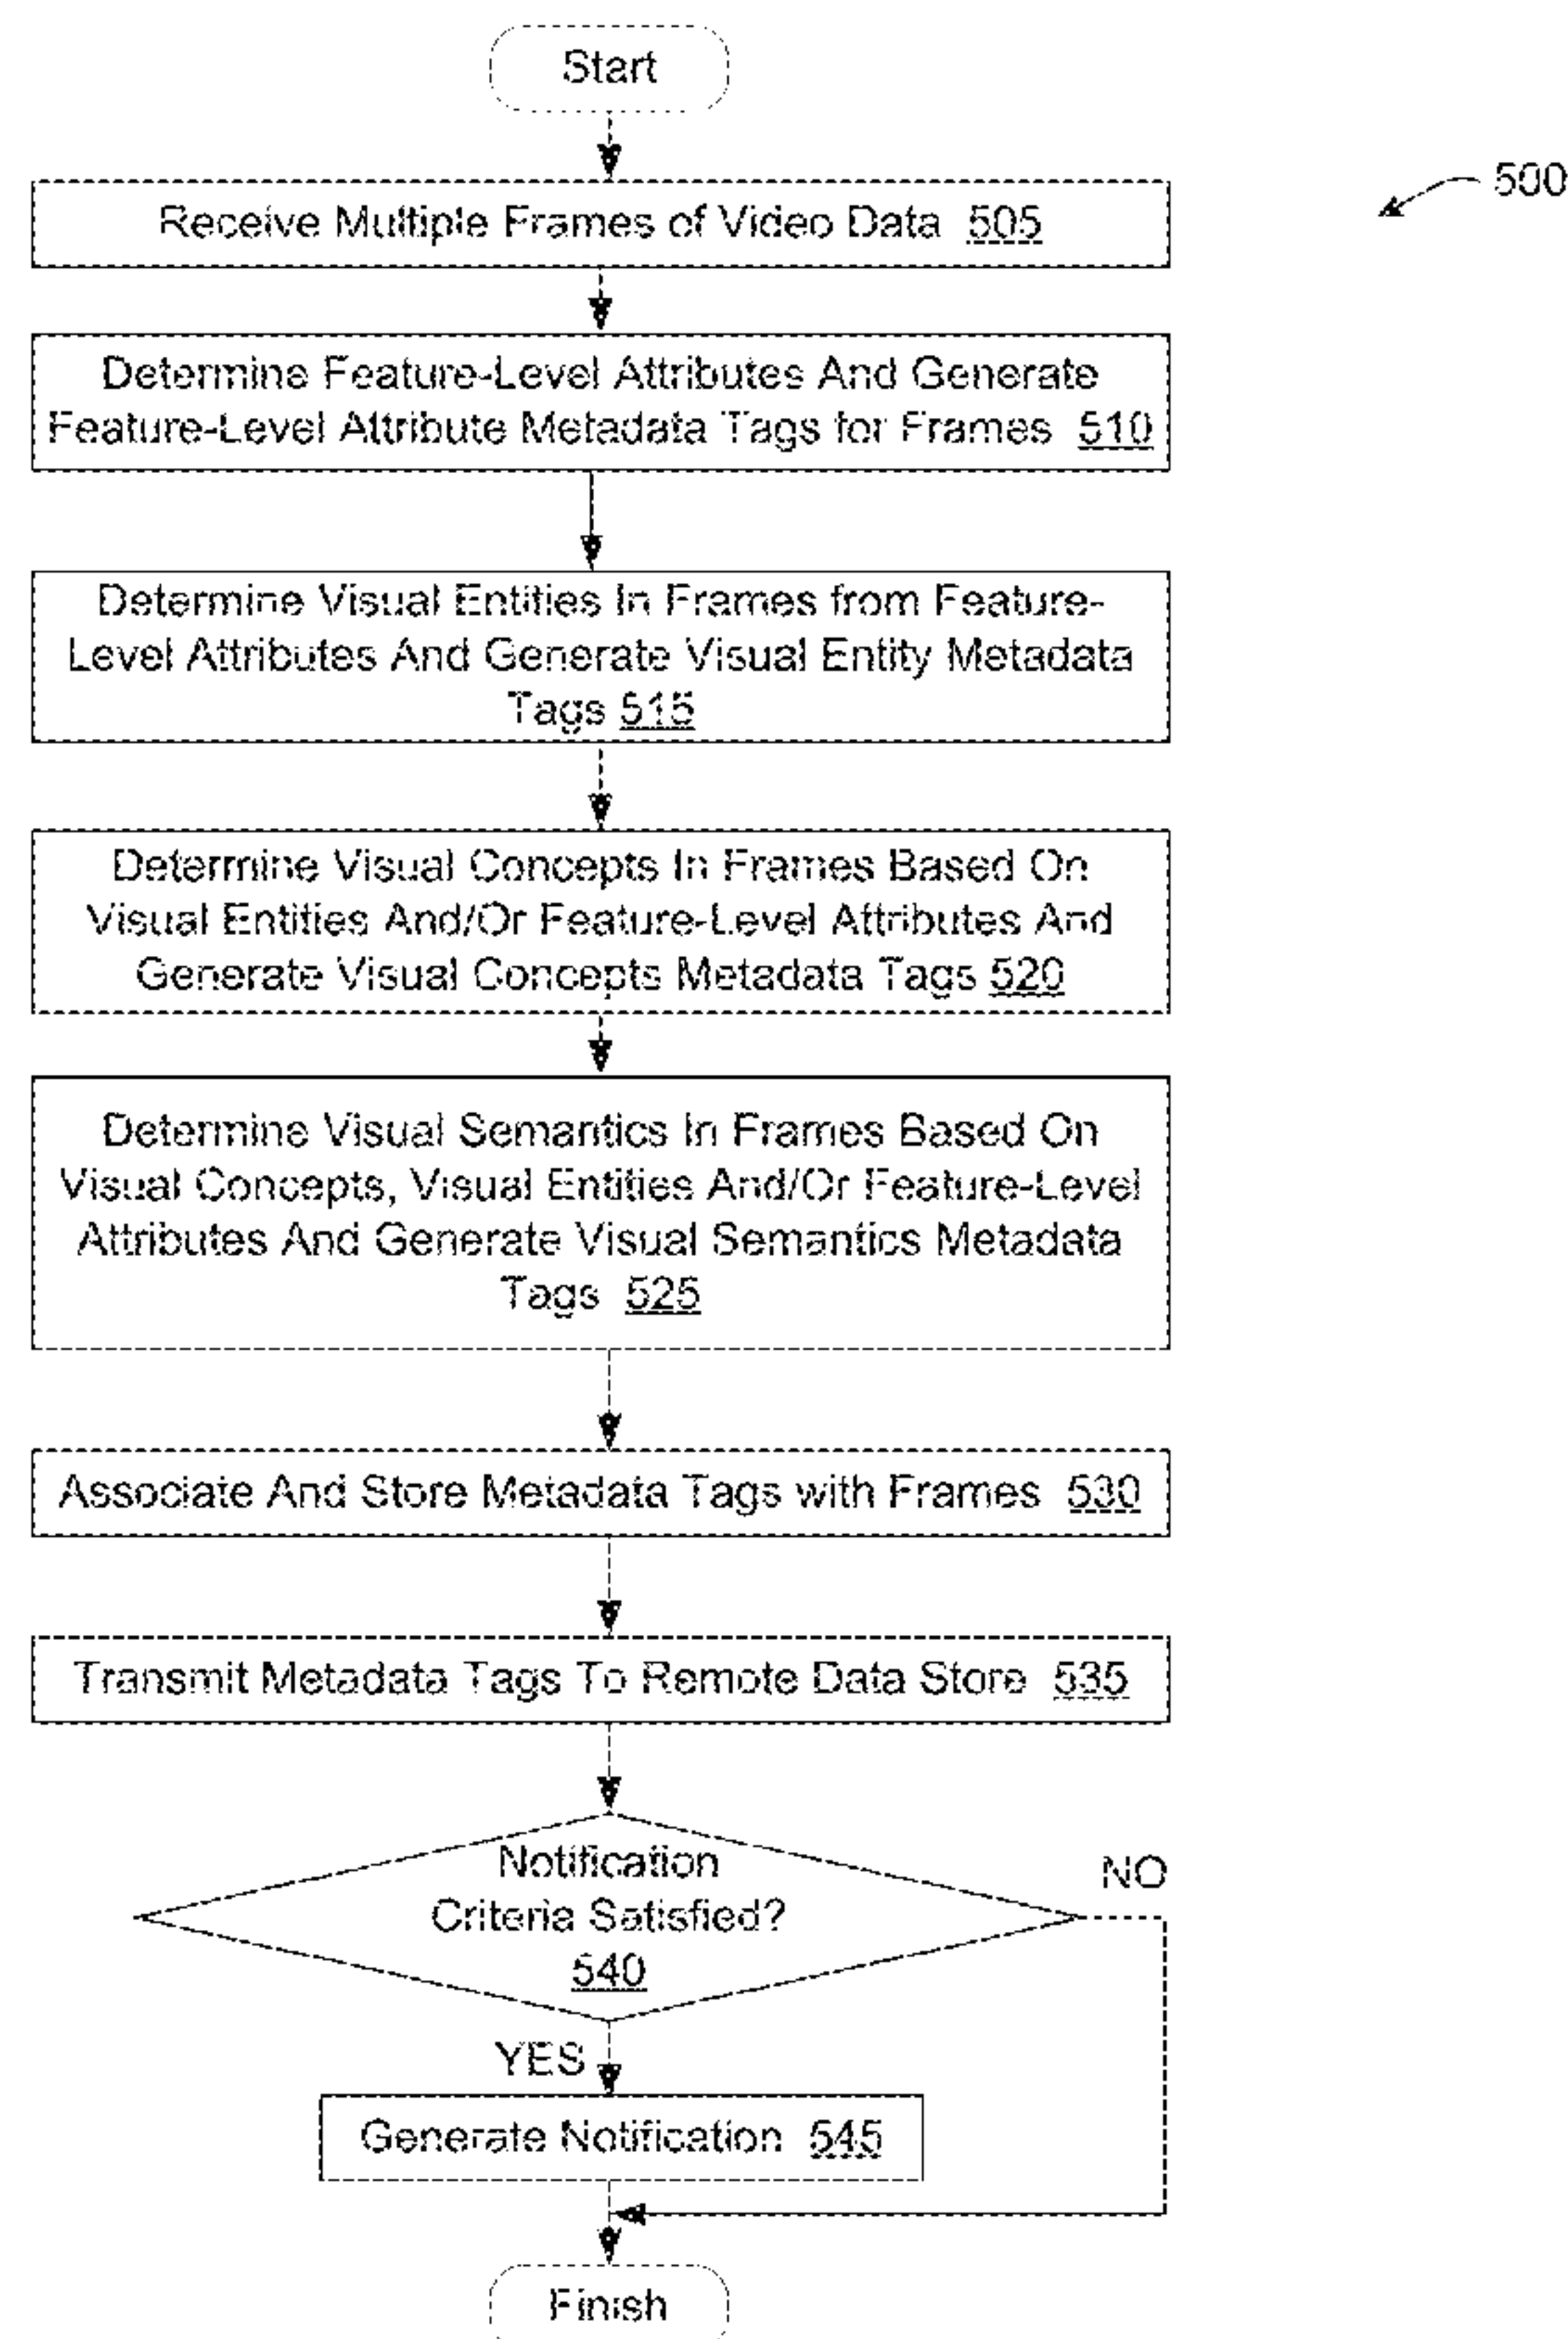 Start
500
Receive Multiple Frames of Video Data 505
Determine Feature-Level Attributes And Generate
Feature-Level Attribute Metadata Tags for Frames 510
Determine Visual Entities In Frames from Feature-
Level Attributes And Generate Visual Entity Metadata
Tags 515
Determine Visual Concepts In Frames Based On
Visual Entities And/Or Feature-Level Attributes And
Generate Visual Concepts Metadata Tags 520
Determine Visual Semantics In Frames Based On
Visual Concepts, Visual Entities And/Or Feature-Level
Attributes And Generate Visual Semantics Metadata
Tags 525
Associate And Store Metadata Tags with Frames 530
Transmit Metadata Tags To Remote Data Store 535
Notification
Criteria Satisfied?
540
NO
YES
Generate Notification 545
Finish